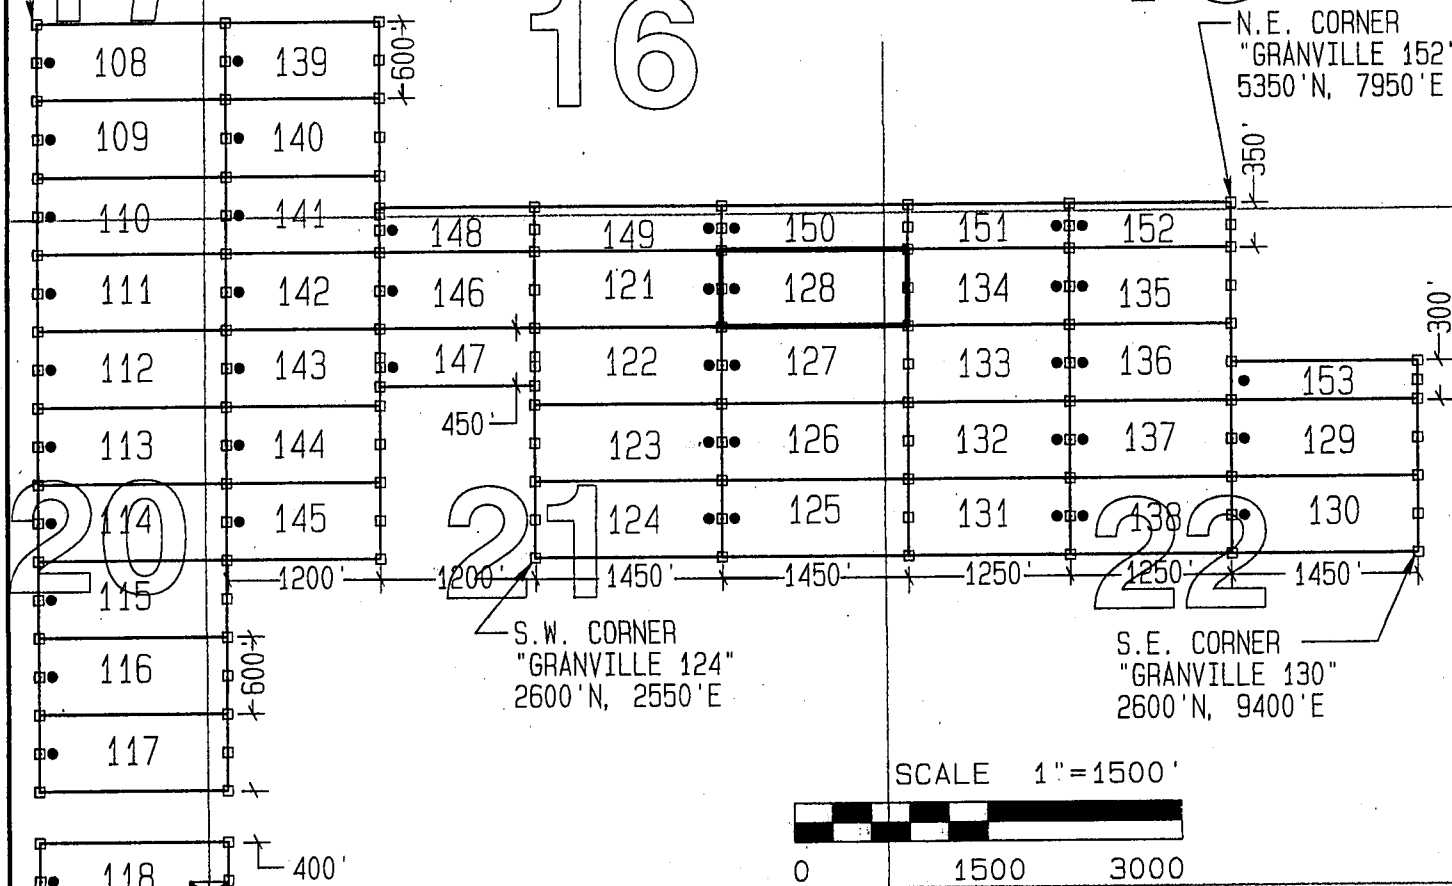 17
16
N.E. CORNER
"GRANVILLE 152"
5350'N, 7950'E
108 139
600'
109 140
350'
110 141 148 149 150 151 152
111 142 146 121 128 134 135
300'
112 143 147 122 127 133 136 153
450'
113 144 123 126 132 137 129
20 21 22
114 145 124 125 131 138 130
1200' 1200' 1450' 1450' 1250' 1250' 1450'
115
S.W. CORNER
"GRANVILLE 124"
2600'N, 2550'E
S.E. CORNER
"GRANVILLE 130"
2600'N, 9400'E
116
600'
117
SCALE 1"=1500'
0 1500 3000
118
400'